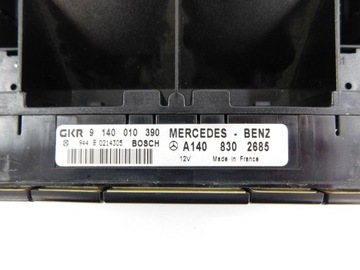 GKR 9 140 010 390 MERCEDES - BENZ
944 B 0214305 BOSCH A140 830 2685
12V Made in France